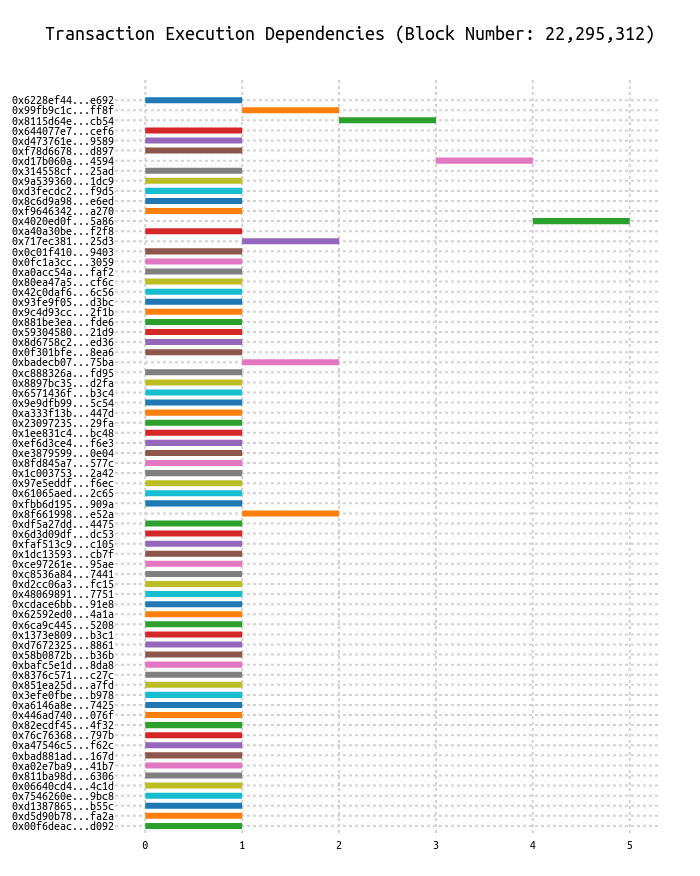 Transaction Execution Dependencies (Block Number: 22,295,312)
0x6228ef44...e692
0x99fb9c1c...ff8f
0x8115d64e...cb54
0x644077e7...cef6
0xd473761e...9589
0xf78d6678...d897
0xd17b060a...4594
0x314558cf...25ad
0x9a539360...1dc9
0xd3fecdc2...f9d5
0x8c6d9a98...e6ed
0xf9646342...a270
0x4020ed0f...5a86
0xa40a30be...f2f8
0x717ec381...25d3
0x0c01f410...9403
0x0fc1a3cc...3059
0xa0acc54a...faf2
0x80ea47a5...cf6c
0x42c0daf6...6c56
0x93fe9f05...d3bc
0x9c4d93cc...2f1b
0x881be3ea...fde6
0x59304580...21d9
0x8d6758c2...ed36
0x0f301bfe...8ea6
0xbadecb07...75ba
0xc888326a...fd95
0x8897bc35...d2fa
0x6571436f...b3c4
0x9e9dfb99...5c54
0xa333f13b...447d
0x23097235...29fa
0x1ee831c4...bc48
0xef6d3ce4...f6e3
0xe3879599...0e04
0x8fd845a7...577c
0x1c003753...2a42
0x97e5eddf...f6ec
0x61065aed...2c65
0xfbb6d195...909a
0x8f661998...e52a
0xdf5a27dd...4475
0x6d3d09df...dc53
0xfaf513c9...c105
0x1dc13593...cb7f
0xce97261e...95ae
0xc8536a84...7441
0xd2cc06a3...fc15
0x48069891...7751
0xcdace6bb...91e8
0x62592ed0...4a1a
0x6ca9c445...5208
0x1373e809...b3c1
0xd7672325...8861
0x58b0872b...b36b
0xbafc5e1d...8da8
0x8376c571...c27c
0x851ea25d...a7fd
0x3efe0fbe...b978
0xa6146a8e...7425
0x446ad740...076f
0x82ecdf45...4f32
0x76c76368...797b
0xa47546c5...f62c
0xbad881ad...167d
0xa02e7ba9...41b7
0x811ba98d...6306
0x06640cd4...4c1d
0x7546260e...9bc8
0xd1387865...b55c
0xd5d90b78...fa2a
0x00f6deac...d092
0 1 2 3 4 5